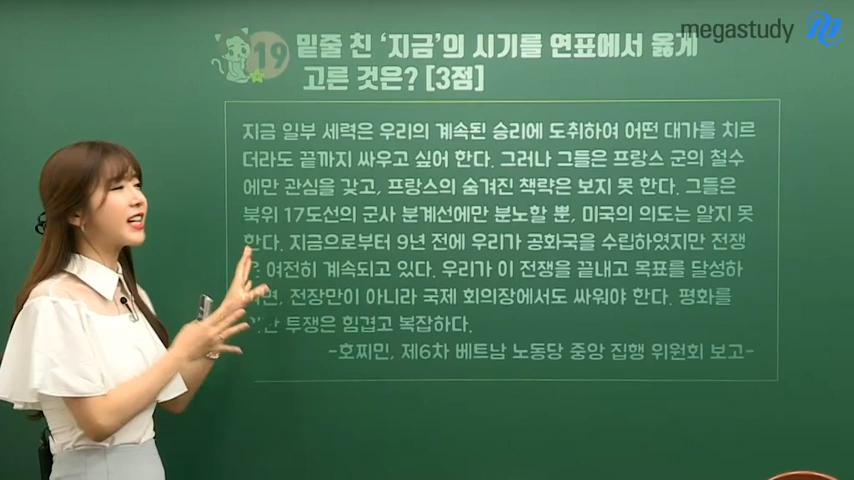 megastudy
19 밑줄 친 '지금'의 시기를 연표에서 옳게
고른 것은? [3점]
지금 일부 세력은 우리의 계속된 승리에 도취하여 어떤 대가를 치르
더라도 끝까지 싸우고 싶어 한다. 그러나 그들은 프랑스 군의 철수
에만 관심을 갖고, 프랑스의 숨겨진 책략은 보지 못 한다. 그들은
북위 17도선의 군사 분계선에만 분노할 뿐, 미국의 의도는 알지 못
한다. 지금으로부터 9년 전에 우리가 공화국을 수립하였지만 전쟁
여전히 계속되고 있다. 우리가 이 전쟁을 끝내고 목표를 달성하
면, 전장만이 아니라 국제 회의장에서도 싸워야 한다. 평화를
투쟁은 힘겹고 복잡하다.
-호찌민, 제6차 베트남 노동당 중앙 집행 위원회 보고-